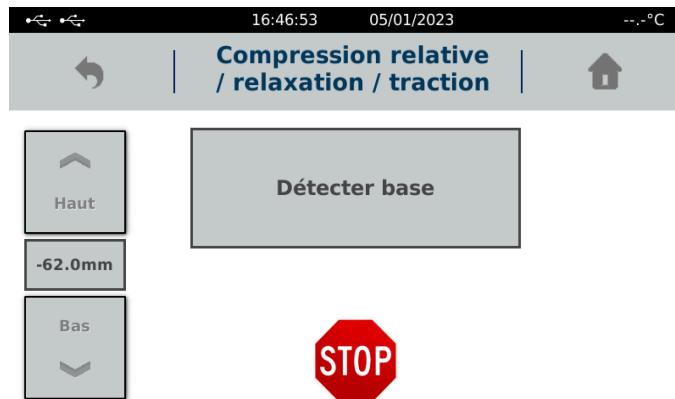 16:46:53 05/01/2023 --.-°C
Compression relative
/ relaxation / traction
Haut
Détecter base
-62.0mm
Bas
STOP